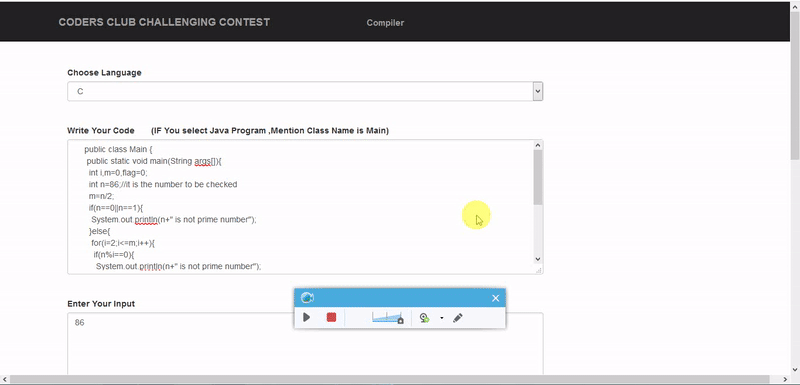 CODERS CLUB CHALLENGING CONTEST Compiler
Choose Language
C
Write Your Code (IF You select Java Program ,Mention Class Name is Main)
public class Main {
public static void main(String args[]){
int i,m=0,flag=0;
int n=86;//it is the number to be checked
m=n/2;
if(n==0||n==1){
System.out.println(n+" is not prime number");
}else{
for(i=2;i<=m;i++){
if(n%i==0){
System.out.println(n+" is not prime number");
Enter Your Input
86